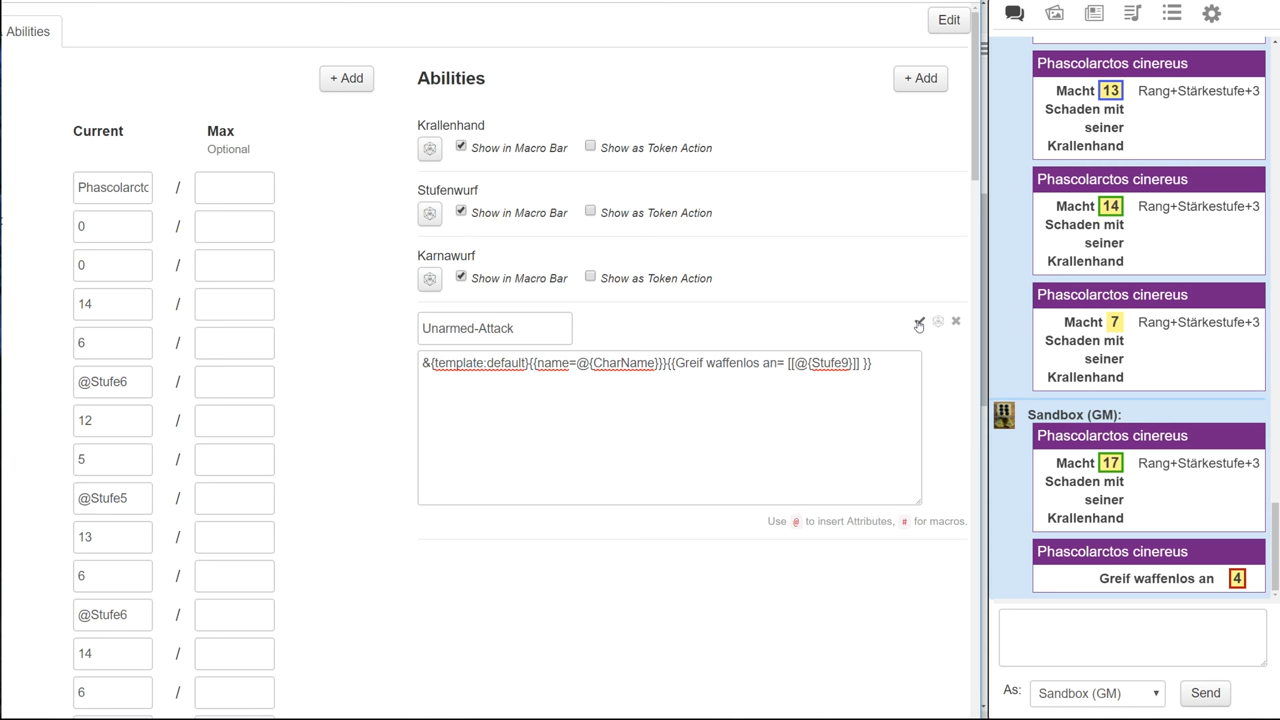 Abilities
Edit
+ Add
Abilities
+ Add
Current
Max
Optional
Krallenhand
Show in Macro Bar
Show as Token Action
Stufenwurf
Show in Macro Bar
Show as Token Action
Karnawurf
Show in Macro Bar
Show as Token Action
Unarmed-Attack
&{template:default}{{name=@{CharName}}}{{Greif waffenlos an= [[@{Stufe9}]] }}
Use @ to insert Attributes, # for macros.
Phascolarctc /
0 /
0 /
14 /
6 /
@Stufe6 /
12 /
5 /
@Stufe5 /
13 /
6 /
@Stufe6 /
14 /
6 /
Phascolarctos cinereus
Macht 13 Rang+Stärkestufe+3
Schaden mit
seiner
Krallenhand
Phascolarctos cinereus
Macht 14 Rang+Stärkestufe+3
Schaden mit
seiner
Krallenhand
Phascolarctos cinereus
Macht 7 Rang+Stärkestufe+3
Schaden mit
seiner
Krallenhand
Sandbox (GM):
Phascolarctos cinereus
Macht 17 Rang+Stärkestufe+3
Schaden mit
seiner
Krallenhand
Phascolarctos cinereus
Greif waffenlos an 4
As: Sandbox (GM) Send